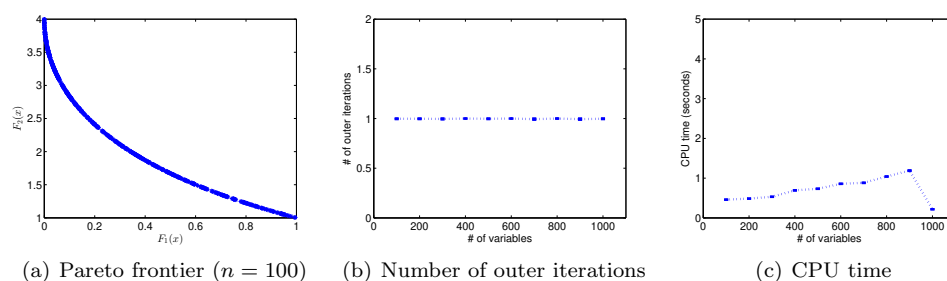 4
3.5
3
2.5
2
1.5
1
0 0.2 0.4 0.6 0.8 1
F₂(x)
F₁(x)
(a) Pareto frontier (n = 100)
2
1.5
1
0.5
0
200 400 600 800 1000
# of outer iterations
# of variables
(b) Number of outer iterations
5
4
3
2
1
0
200 400 600 800 1000
CPU time (seconds)
# of variables
(c) CPU time